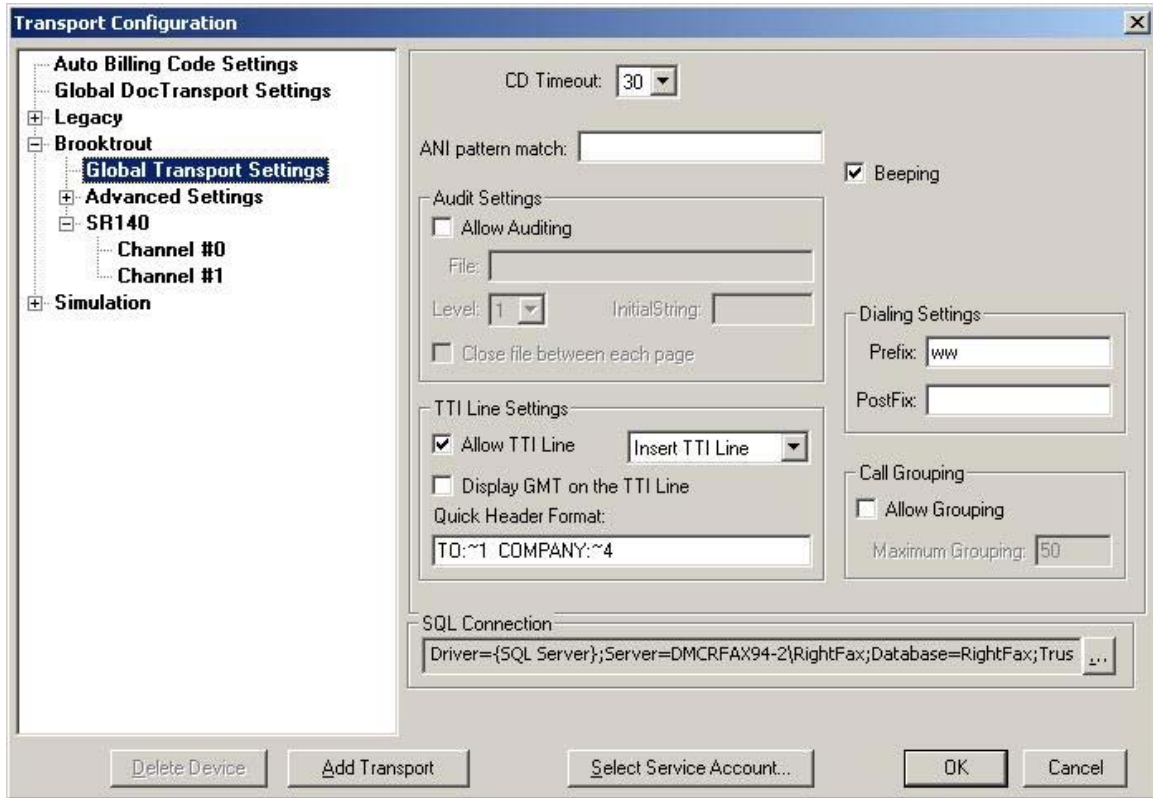 Transport Configuration
Auto Billing Code Settings
Global DocTransport Settings
Legacy
Brooktrout
Global Transport Settings
Advanced Settings
SR140
Channel #0
Channel #1
Simulation
CD Timeout: 30
ANI pattern match:
Beeping
Audit Settings
Allow Auditing
File:
Level: 1 InitialString:
Close file between each page
Dialing Settings
Prefix: ww
PostFix:
TTI Line Settings
Allow TTI Line Insert TTI Line
Display GMT on the TTI Line
Quick Header Format:
TO:~1 COMPANY:~4
Call Grouping
Allow Grouping
Maximum Grouping: 50
SQL Connection
Driver={SQL Server};Server=DMCRFAX94-2\RightFax;Database=RightFax;Trus ...
Delete Device Add Transport Select Service Account... OK Cancel